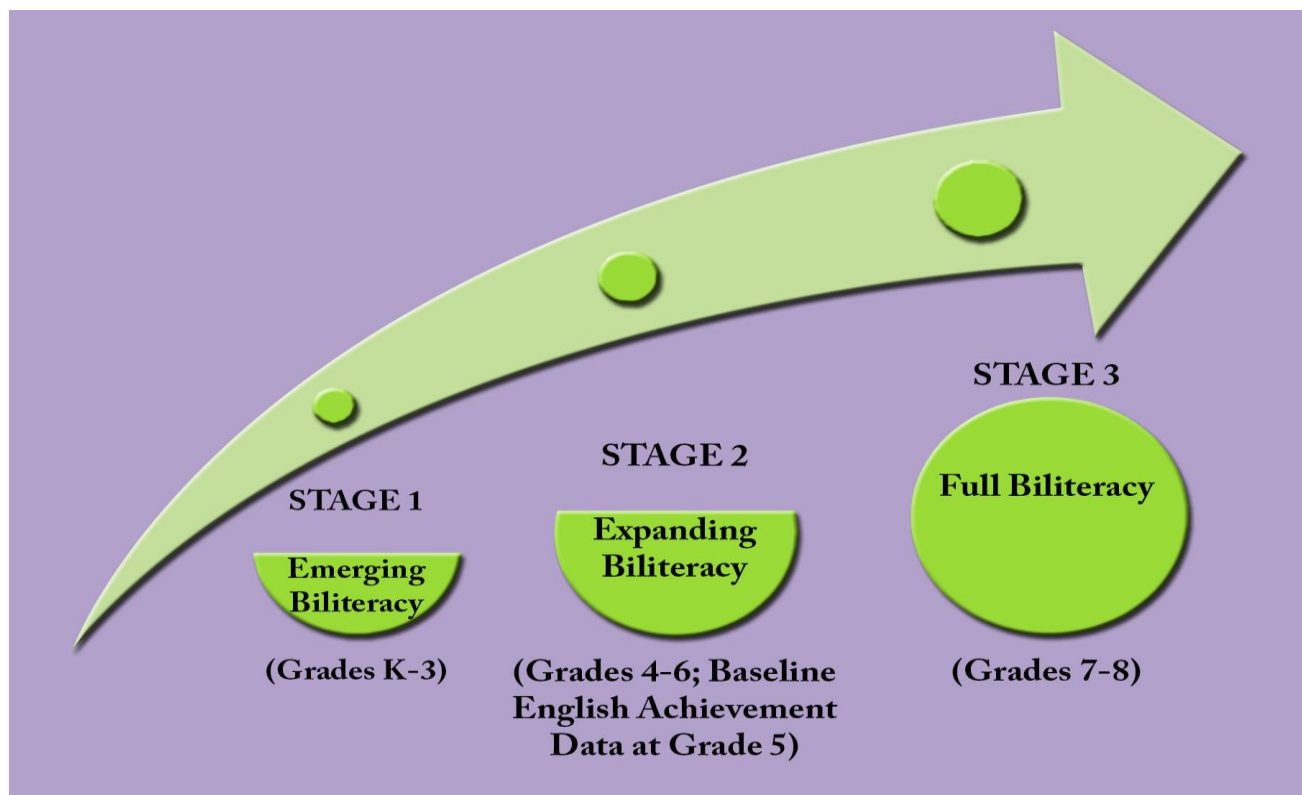 STAGE 1
Emerging
Biliteracy
(Grades K-3)
STAGE 2
Expanding
Biliteracy
(Grades 4-6; Baseline
English Achievement
Data at Grade 5)
STAGE 3
Full Biliteracy
(Grades 7-8)